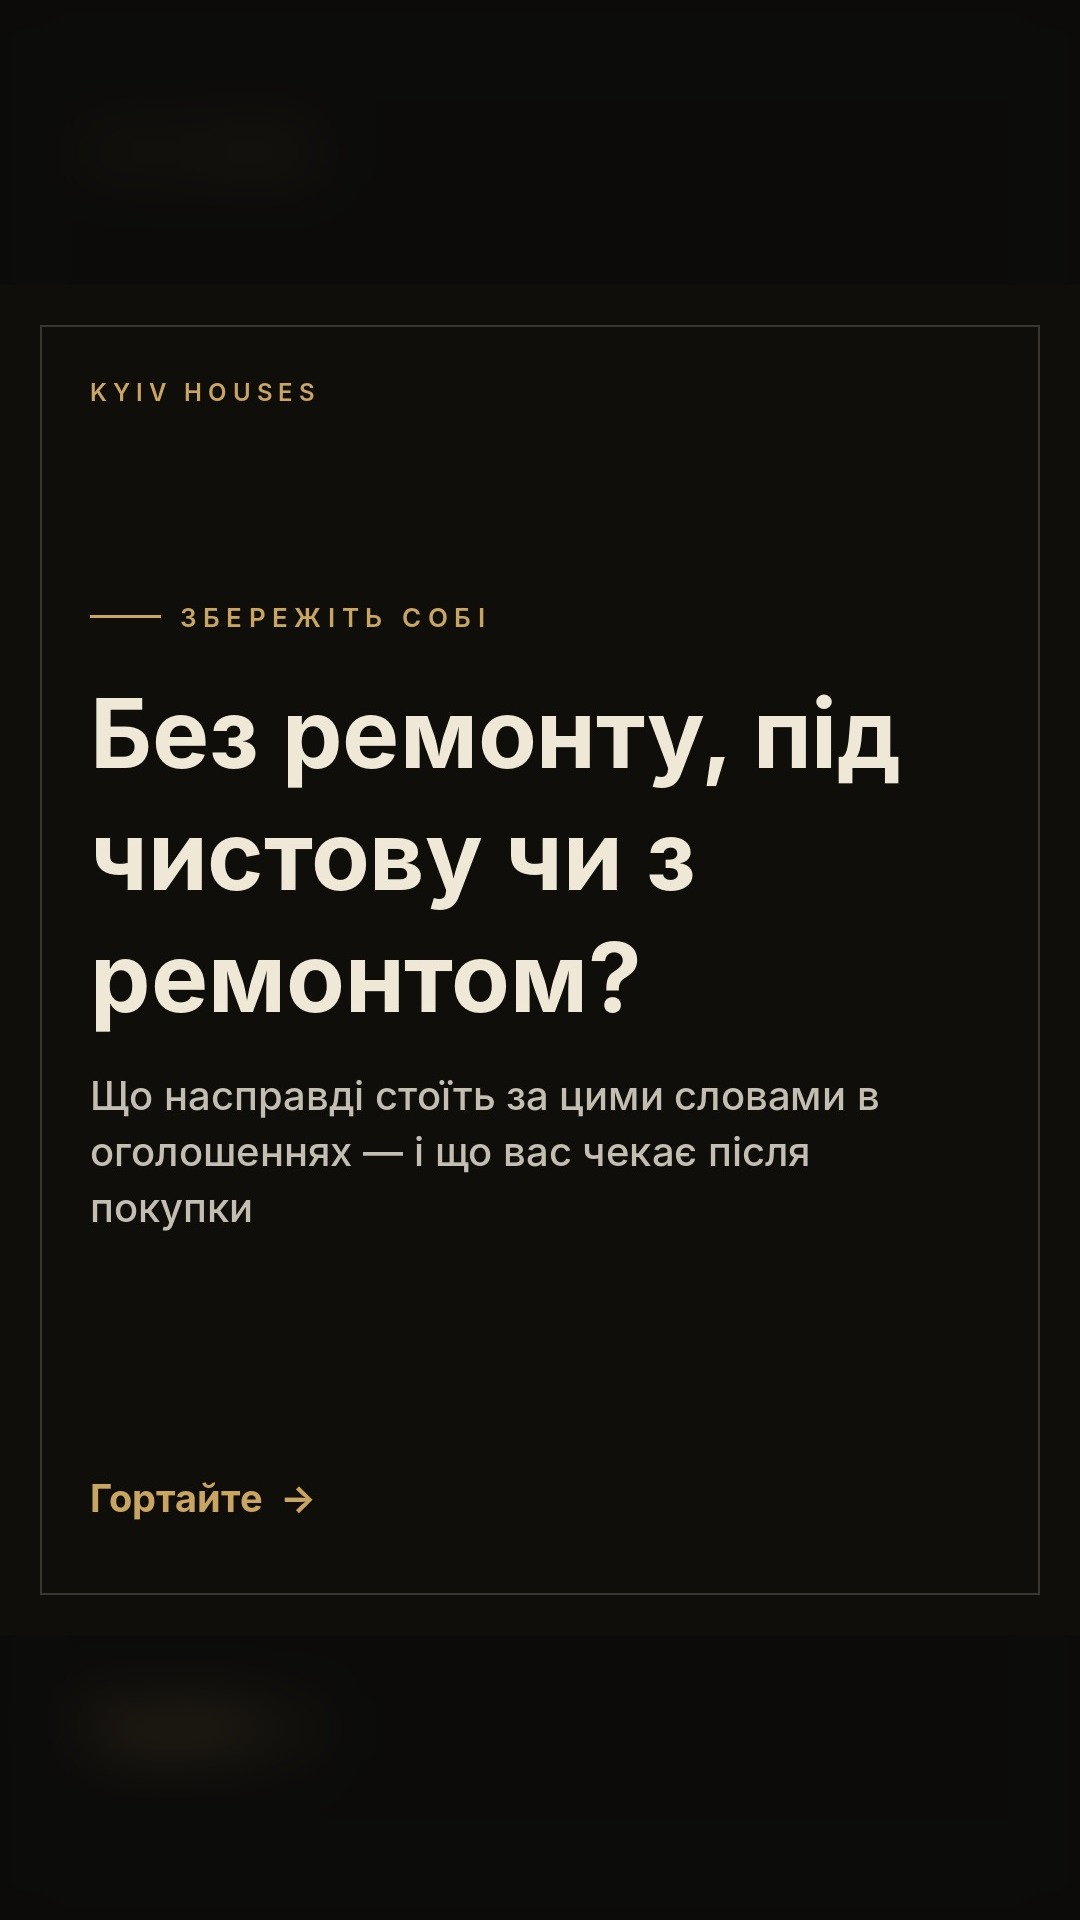 KYIV HOUSES
ЗБЕРЕЖІТЬ СОБІ
Без ремонту, під
чистову чи з
ремонтом?
Що насправді стоїть за цими словами в
оголошеннях — і що вас чекає після
покупки
Гортайте →